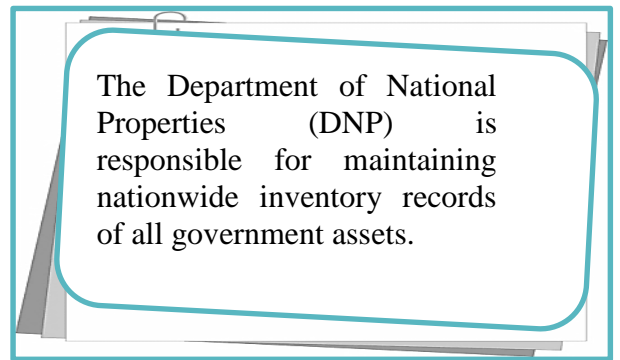 The Department of National
Properties (DNP) is
responsible for maintaining
nationwide inventory records
of all government assets.